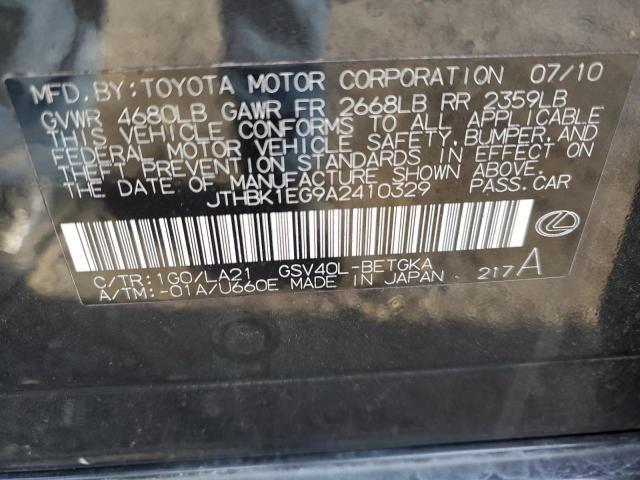 MFD. BY: TOYOTA MOTOR CORPORATION 07/10
GVWR 4680LB GAWR FR 2668LB RR 2359LB
THIS VEHICLE CONFORMS TO ALL APPLICABLE
FEDERAL MOTOR VEHICLE SAFETY, BUMPER, AND
THEFT PREVENTION STANDARDS IN EFFECT ON
THE DATE OF MANUFACTURE SHOWN ABOVE.
JTHBK1EG9A2410329 PASS.CAR
C/TR:1G0/LA21 GSV40L-BETGKA
A/TM:-01A/U660E MADE IN JAPAN 217A